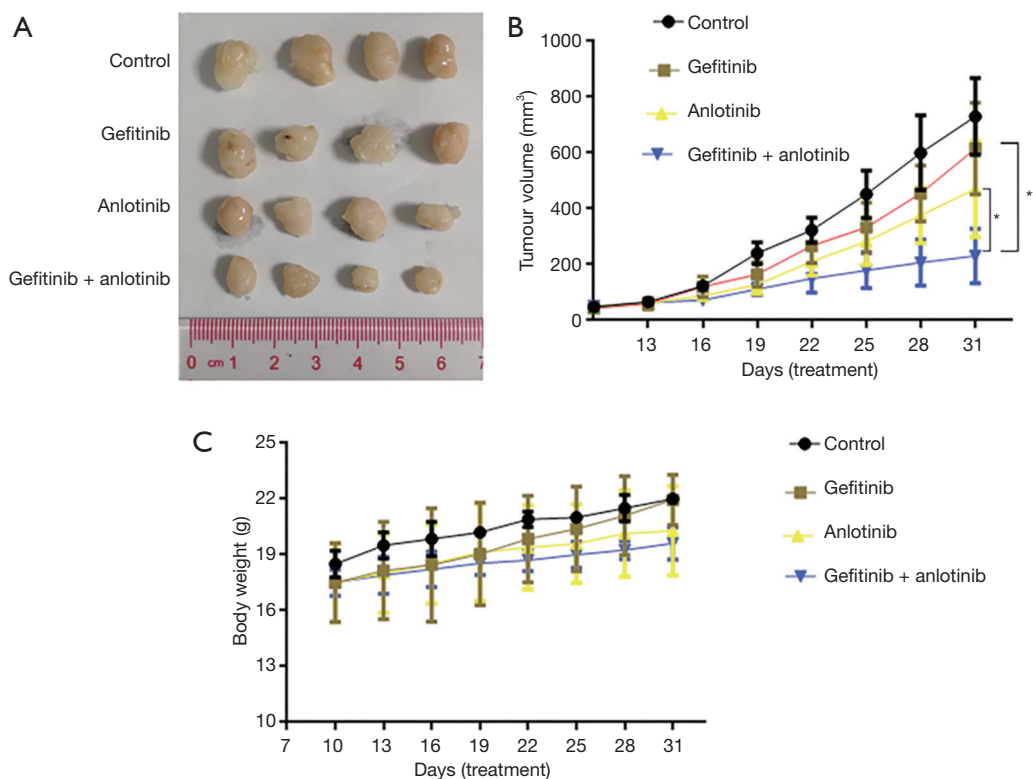 A
Control
Gefitinib
Anlotinib
Gefitinib + anlotinib
0 cm 1 2 3 4 5 6 7
B
Tumour volume (mm³)
1000
800
600
400
200
0
Control
Gefitinib
Anlotinib
Gefitinib + anlotinib
*
*
13 16 19 22 25 28 31
Days (treatment)
C
Body weight (g)
25
22
19
16
13
10
7 10 13 16 19 22 25 28 31
Days (treatment)
Control
Gefitinib
Anlotinib
Gefitinib + anlotinib